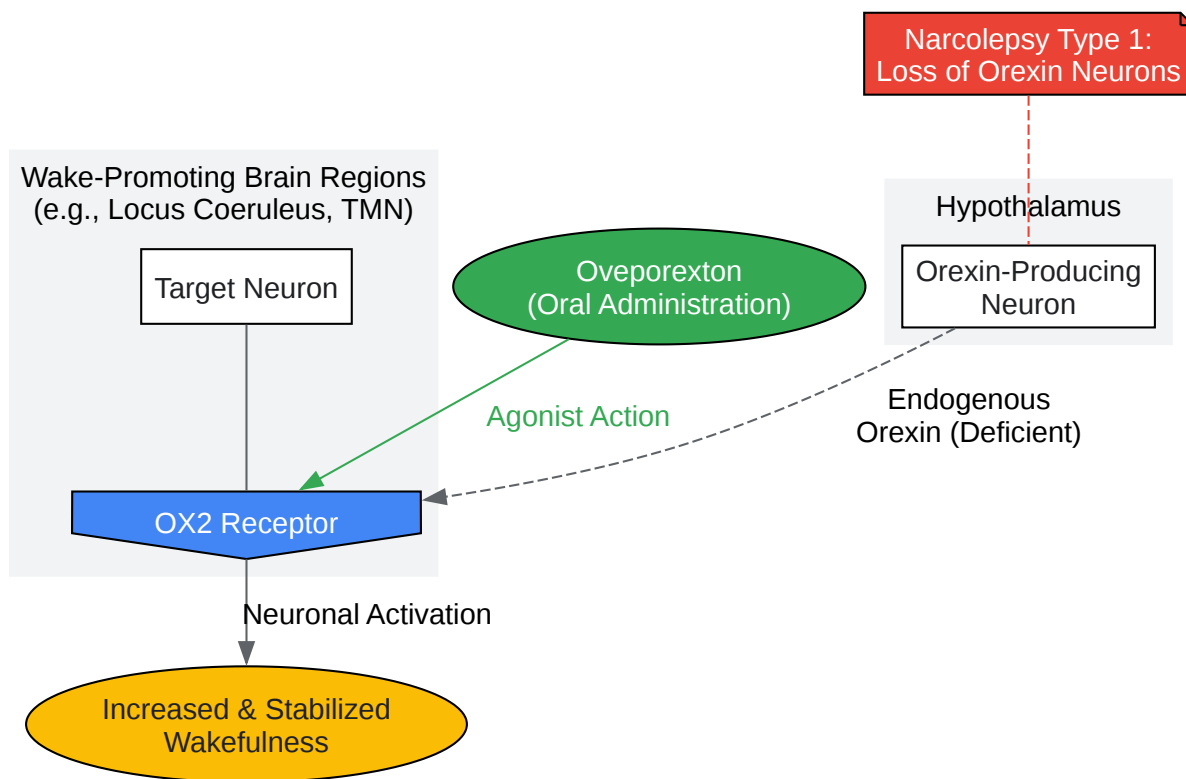 Narcolepsy Type 1:
Loss of Orexin Neurons
Wake-Promoting Brain Regions
(e.g., Locus Coeruleus, TMN)
Hypothalamus
Target Neuron
Oveporexton
(Oral Administration)
Orexin-Producing
Neuron
Agonist Action
Endogenous
Orexin (Deficient)
OX2 Receptor
Neuronal Activation
Increased & Stabilized
Wakefulness